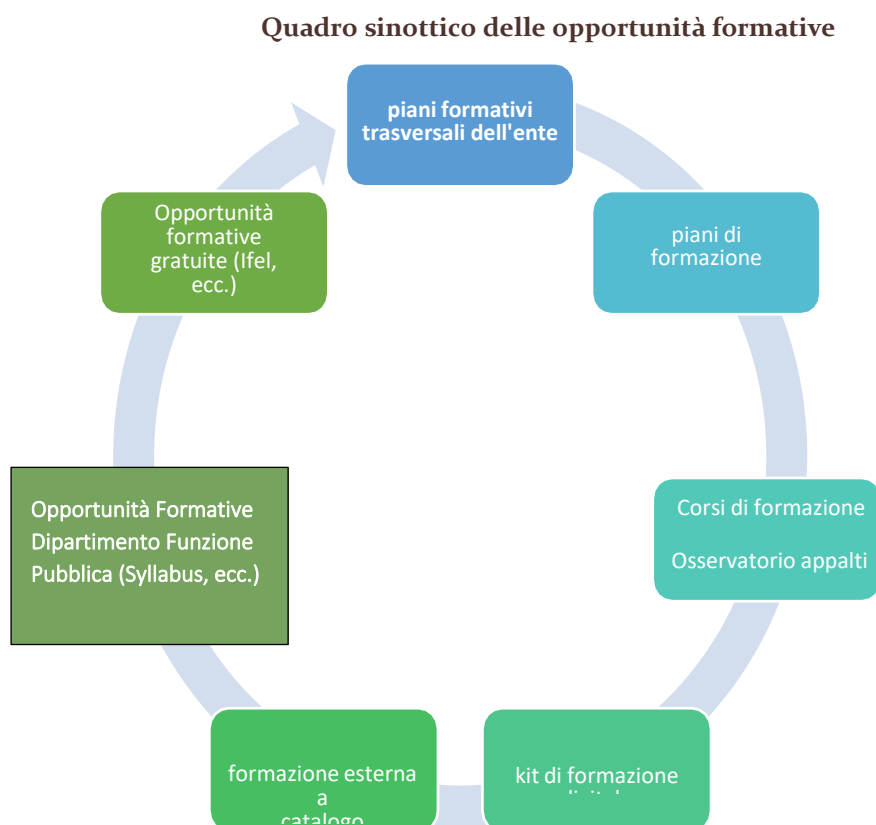 Quadro sinottico delle opportunità formative
piani formativi
trasversali dell'ente
piani di
formazione
Corsi di formazione
Osservatorio appalti
kit di formazione
formazione esterna
a
catalogo
Opportunità Formative
Dipartimento Funzione
Pubblica (Syllabus, ecc.)
Opportunità
formative
gratuite (Ifel,
ecc.)